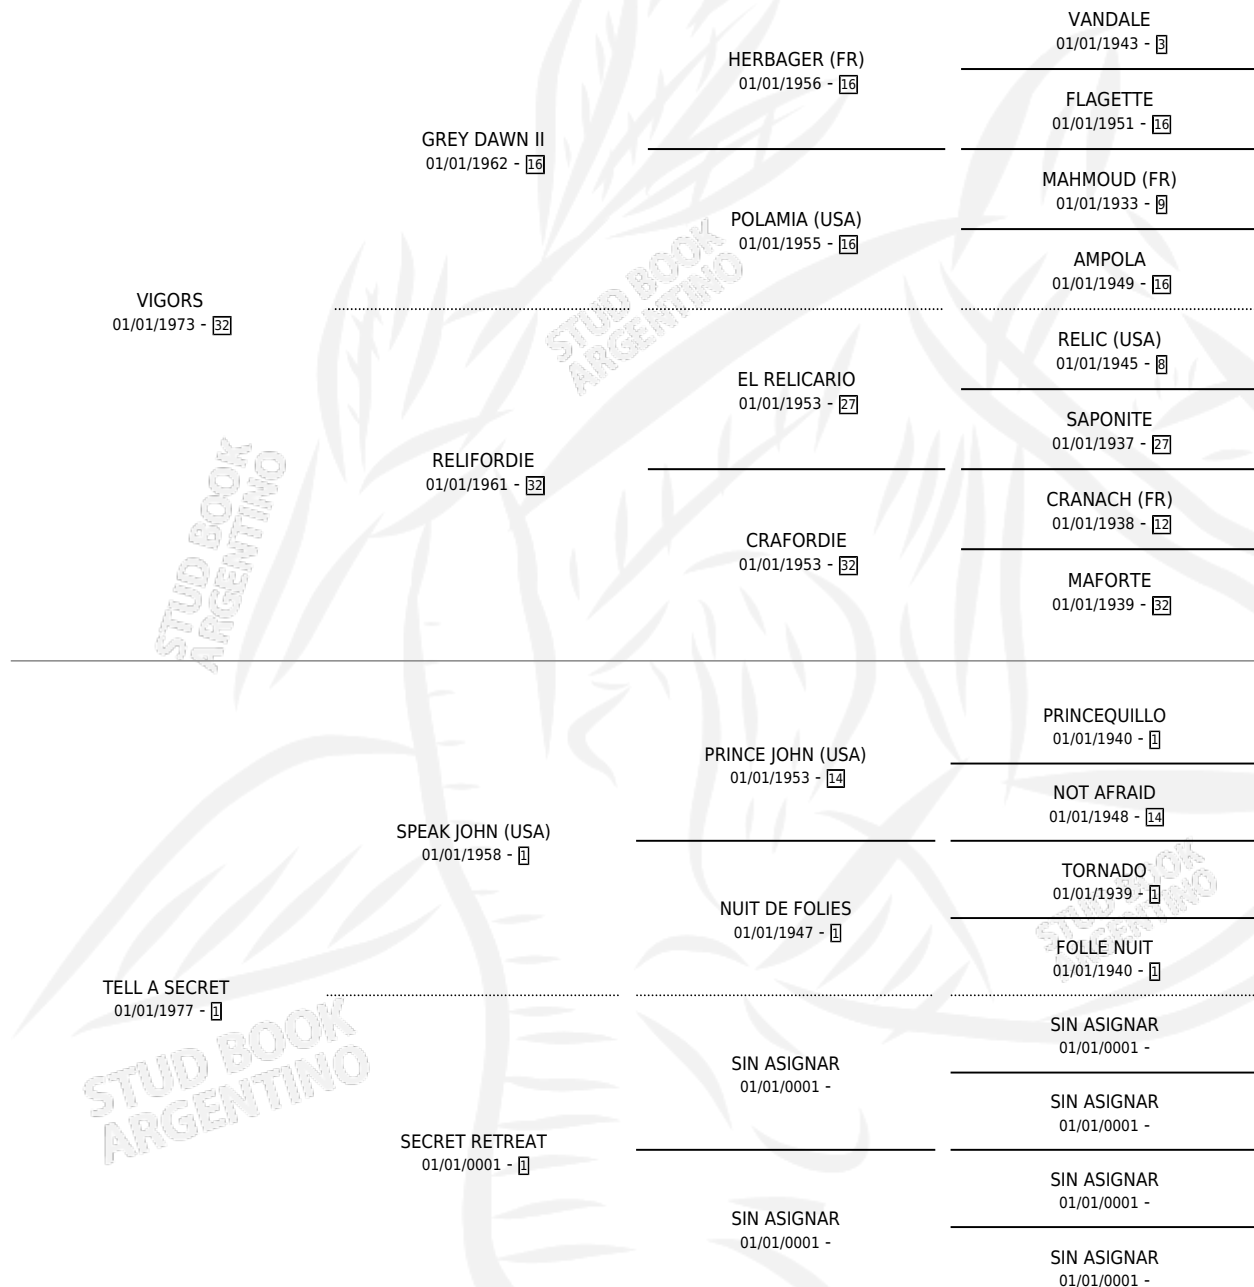 VANDALE
01/01/1943 - 3
HERBAGER (FR)
01/01/1956 - 16
FLAGETTE
01/01/1951 - 16
GREY DAWN II
01/01/1962 - 16
MAHMOUD (FR)
01/01/1933 - 9
POLAMIA (USA)
01/01/1955 - 16
AMPOLA
01/01/1949 - 16
VIGORS
01/01/1973 - 32
RELIC (USA)
01/01/1945 - 8
EL RELICARIO
01/01/1953 - 27
SAPONITE
01/01/1937 - 27
RELIFORDIE
01/01/1961 - 32
CRANACH (FR)
01/01/1938 - 12
CRAFORDIE
01/01/1953 - 32
MAFORTE
01/01/1939 - 32
PRINCEQUILLO
01/01/1940 - 1
PRINCE JOHN (USA)
01/01/1953 - 14
NOT AFRAID
01/01/1948 - 14
SPEAK JOHN (USA)
01/01/1958 - 1
TORNADO
01/01/1939 - 1
NUIT DE FOLIES
01/01/1947 - 1
FOLLE NUIT
01/01/1940 - 1
TELL A SECRET
01/01/1977 - 1
SIN ASIGNAR
01/01/0001 -
SIN ASIGNAR
01/01/0001 -
SIN ASIGNAR
01/01/0001 -
SECRET RETREAT
01/01/0001 - 1
SIN ASIGNAR
01/01/0001 -
SIN ASIGNAR
01/01/0001 -
SIN ASIGNAR
01/01/0001 -
STUD BOOK
ARGENTINO
STUD BOOK
ARGENTINO
STUD BOOK
ARGENTINO
STUD BOOK
ARGENTINO